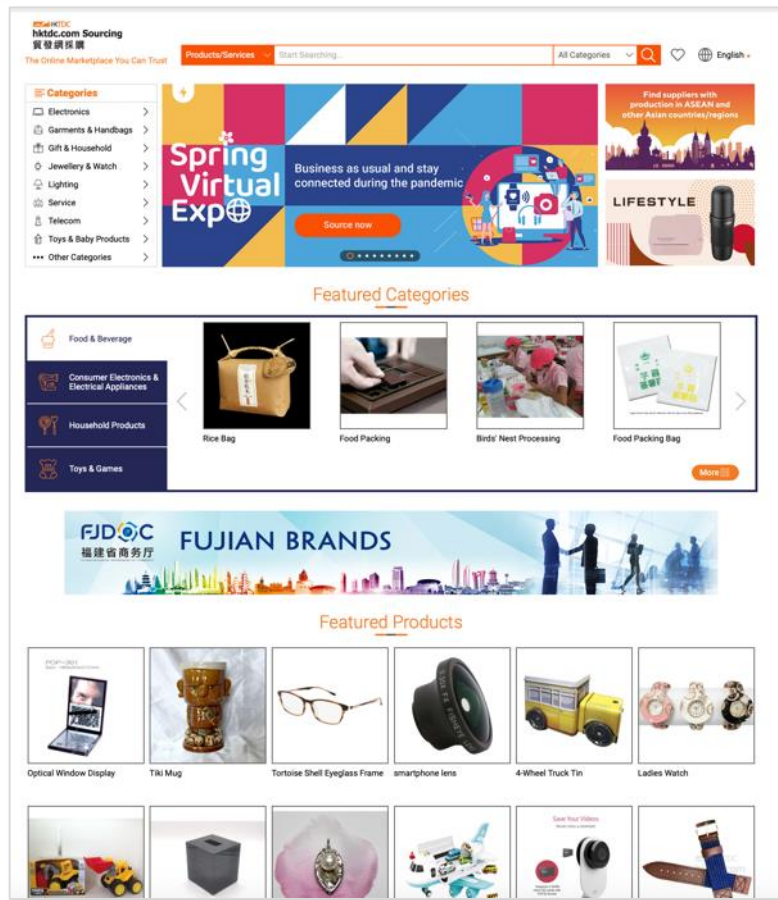 HKTDC
hktdc.com Sourcing
貿發網採購
The Online Marketplace You Can Trust
Products/Services
Start Searching...
All Categories
English
Categories
Electronics
Garments & Handbags
Gift & Household
Jewellery & Watch
Lighting
Service
Telecom
Toys & Baby Products
Other Categories
Spring
Virtual
Expo
Business as usual and stay
connected during the pandemic
Source now
Find suppliers with
production in ASEAN and
other Asian countries/regions
LIFESTYLE
Featured Categories
Food & Beverage
Consumer Electronics &
Electrical Appliances
Household Products
Toys & Games
Rice Bag
Food Packing
Birds' Nest Processing
Food Packing Bag
More
FJDOC
福建省商务厅
FUJIAN BRANDS
Featured Products
POP-301
Optical Window Display
Tiki Mug
Tortoise Shell Eyeglass Frame
smartphone lens
4-Wheel Truck Tin
Ladies Watch
Save Your Videos